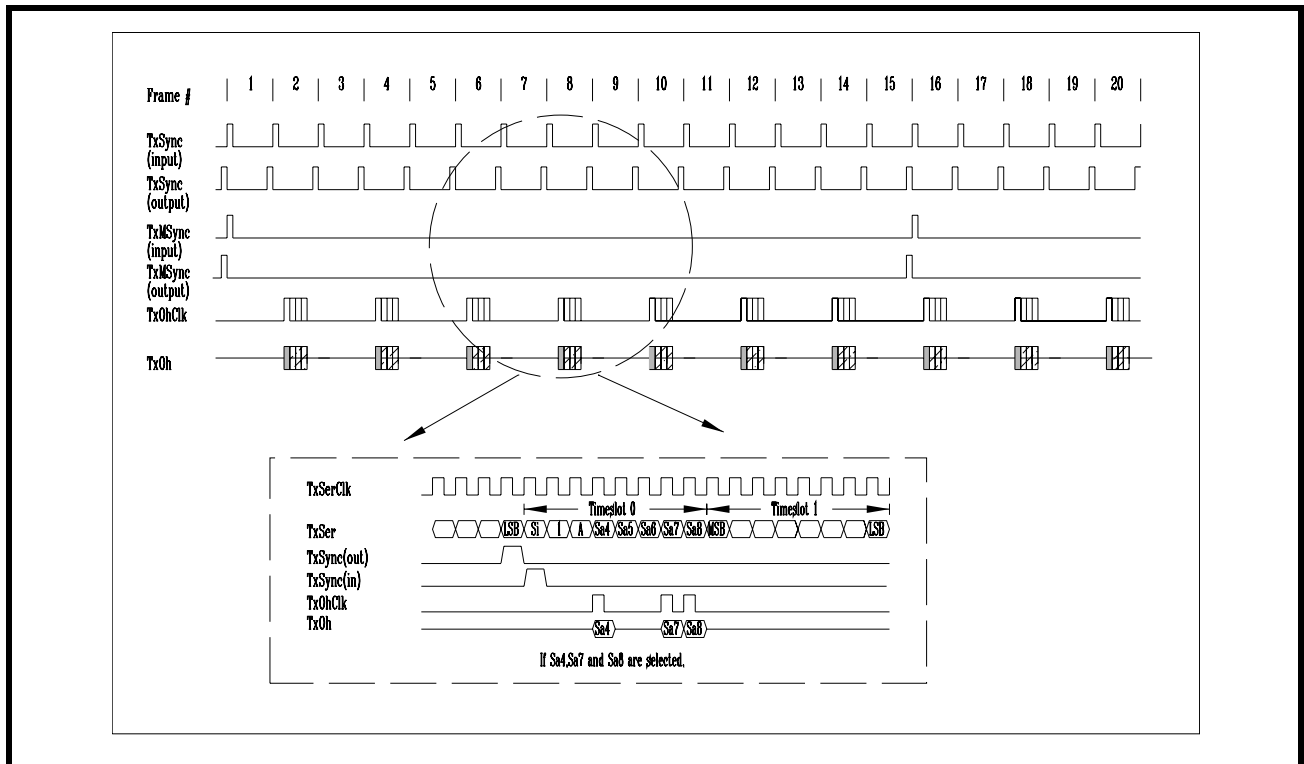 Frame # | 1 | 2 | 3 | 4 | 5 | 6 | 7 | 8 | 9 | 10 | 11 | 12 | 13 | 14 | 15 | 16 | 17 | 18 | 19 | 20 |
TxSync
(input)
TxSync
(output)
TxMSync
(input)
TxMSync
(output)
TxOhClk
TxOh
TxSerClk
Timeslot 0 Timeslot 1
TxSer LSB Si 1 A Sa4 Sa5 Sa6 Sa7 Sa8 MSB LSB
TxSync(out)
TxSync(in)
TxOhClk
TxOh Sa4 Sa7 Sa8
If Sa4,Sa7 and Sa8 are selected.